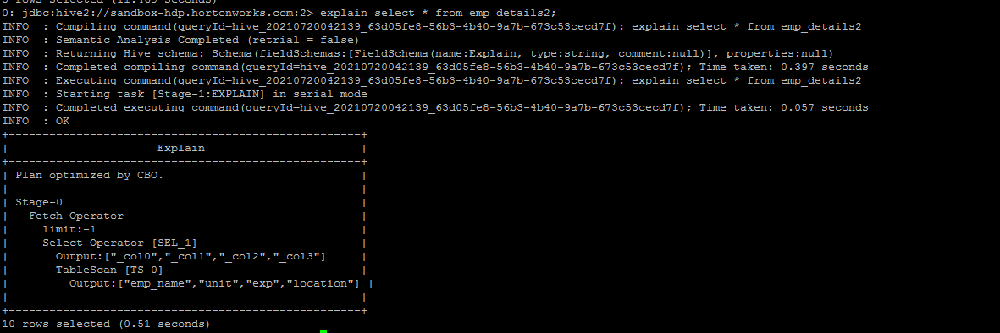 3 rows selected (11.109 seconds)
0: jdbc:hive2://sandbox-hdp.hortonworks.com:2> explain select * from emp_details2;
INFO  : Compiling command(queryId=hive_20210720042139_63d05fe8-56b3-4b40-9a7b-673c53cecd7f): explain select * from emp_details2
INFO  : Semantic Analysis Completed (retrial = false)
INFO  : Returning Hive schema: Schema(fieldSchemas:[FieldSchema(name:Explain, type:string, comment:null)], properties:null)
INFO  : Completed compiling command(queryId=hive_20210720042139_63d05fe8-56b3-4b40-9a7b-673c53cecd7f); Time taken: 0.397 seconds
INFO  : Executing command(queryId=hive_20210720042139_63d05fe8-56b3-4b40-9a7b-673c53cecd7f): explain select * from emp_details2
INFO  : Starting task [Stage-1:EXPLAIN] in serial mode
INFO  : Completed executing command(queryId=hive_20210720042139_63d05fe8-56b3-4b40-9a7b-673c53cecd7f); Time taken: 0.057 seconds
INFO  : OK
+----------------------------------------------------+
|                      Explain                       |
+----------------------------------------------------+
| Plan optimized by CBO.                             |
|                                                    |
| Stage-0                                            |
|   Fetch Operator                                   |
|     limit:-1                                       |
|     Select Operator [SEL_1]                        |
|       Output:["_col0","_col1","_col2","_col3"]     |
|       TableScan [TS_0]                             |
|         Output:["emp_name","unit","exp","location"] |
|                                                    |
+----------------------------------------------------+
10 rows selected (0.51 seconds)